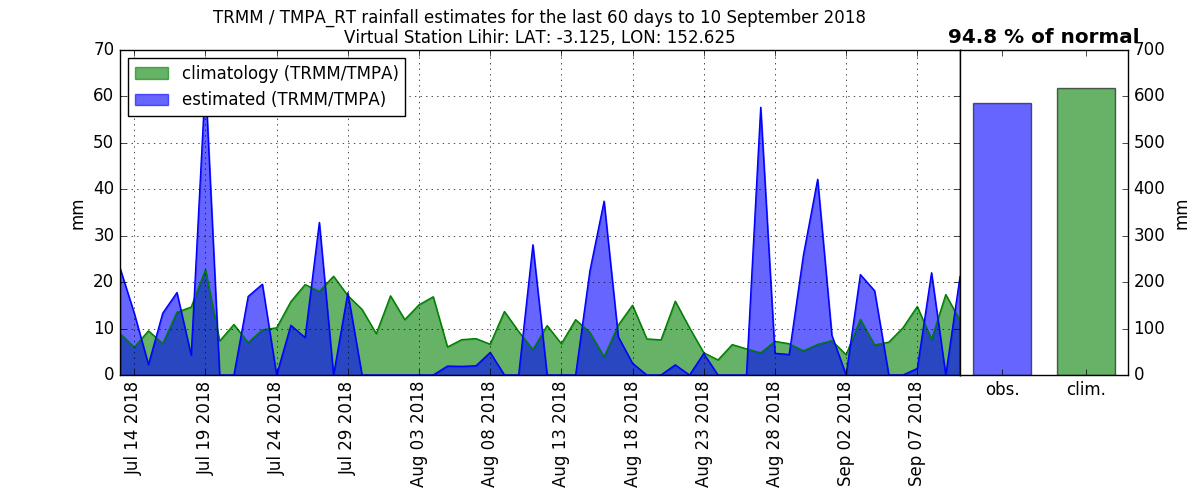 TRMM / TMPA_RT rainfall estimates for the last 60 days to 10 September 2018
Virtual Station Lihir: LAT: -3.125, LON: 152.625
94.8 % of normal
climatology (TRMM/TMPA)
estimated (TRMM/TMPA)
70
60
50
40
30
20
10
0
mm
700
600
500
400
300
200
100
0
mm
Jul 14 2018
Jul 19 2018
Jul 24 2018
Jul 29 2018
Aug 03 2018
Aug 08 2018
Aug 13 2018
Aug 18 2018
Aug 23 2018
Aug 28 2018
Sep 02 2018
Sep 07 2018
obs.
clim.